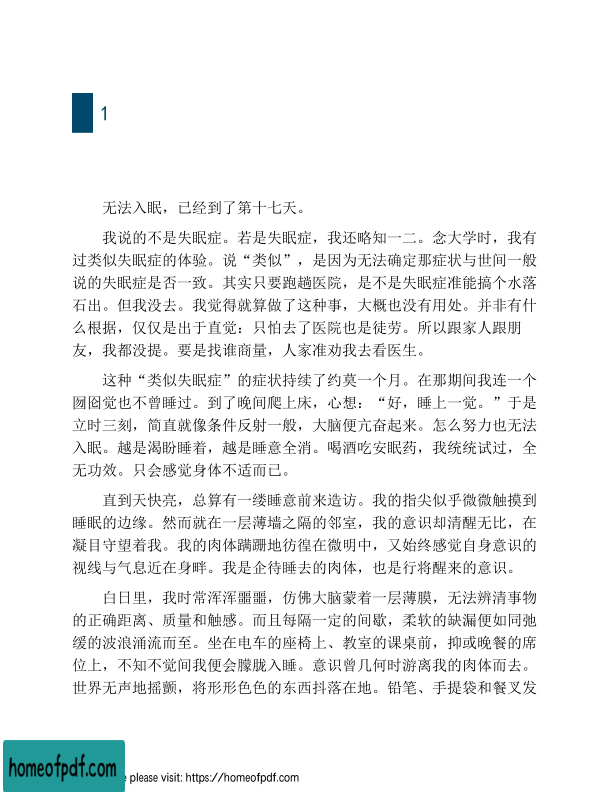 1
无法入眠，已经到了第十七天。
我说的不是失眠症。若是失眠症，我还略知一二。念大学时，我有
过类似失眠症的体验。说“类似”，是因为无法确定那症状与世间一般
说的失眠症是否一致。其实只要跑趟医院，是不是失眠症准能搞个水落
石出。但我没去。我觉得就算做了这种事，大概也没有用处。并非有什
么根据，仅仅是出于直觉：只怕去了医院也是徒劳。所以跟家人跟朋
友，我都没提。要是找谁商量，人家准劝我去看医生。
这种“类似失眠症”的症状持续了约莫一个月。在那期间我连一个
囫囵觉也不曾睡过。到了晚间爬上床，心想：“好，睡上一觉。”于是
立时三刻，简直就像条件反射一般，大脑便亢奋起来。怎么努力也无法
入眠。越是渴盼睡着，越是睡意全消。喝酒吃安眠药，我统统试过，全
无功效。只会感觉身体不适而已。
直到天快亮，总算有一缕睡意前来造访。我的指尖似乎微微触摸到
睡眠的边缘。然而就在一层薄墙之隔的邻室，我的意识却清醒无比，在
凝目守望着我。我的肉体蹒跚地彷徨在微明中，又始终感觉自身意识的
视线与气息近在身畔。我是企待睡去的肉体，也是行将醒来的意识。
白日里，我时常浑浑噩噩，仿佛大脑蒙着一层薄膜，无法辨清事物
的正确距离、质量和触感。而且每隔一定的间歇，柔软的缺漏便如同弛
缓的波浪涌流而至。坐在电车的座椅上、教室的课桌前，抑或晚餐的席
位上，不知不觉间我便会朦胧入睡。意识曾几何时游离我的肉体而去。
世界无声地摇颤，将形形色色的东西抖落在地。铅笔、手提袋和餐叉发
homeofpdf.com
please visit: https://homeofpdf.com